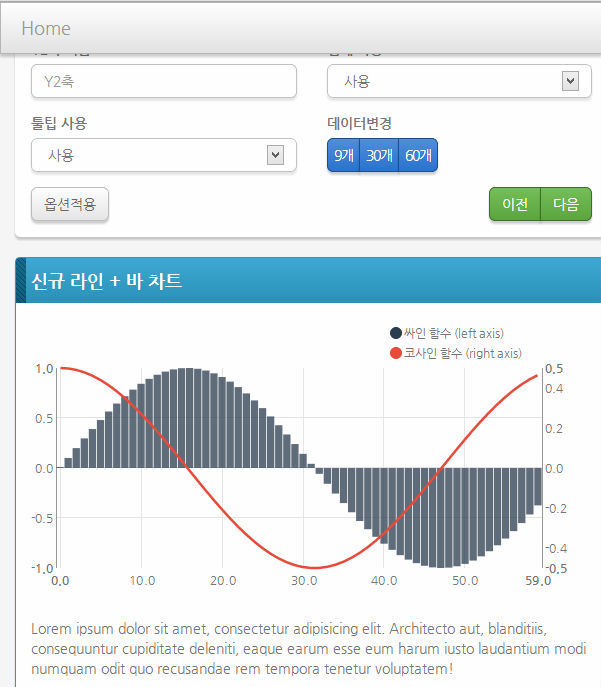 Home
Y2축
사용
툴팁 사용
데이터변경
사용
9개 30개 60개
옵션적용
이전 다음
신규 라인 + 바 차트
싸인 함수 (left axis)
코사인 함수 (right axis)
1.0
0.5
0.0
-0.5
-1.0
0.5
0.4
0.2
0.0
-0.2
-0.4
-0.5
0.0 10.0 20.0 30.0 40.0 50.0 59.0
Lorem ipsum dolor sit amet, consectetur adipisicing elit. Architecto aut, blanditiis,
consequuntur cupiditate deleniti, eaque earum esse eum harum iusto laudantium modi
numquam odit quo recusandae rem tempora tenetur voluptatem!